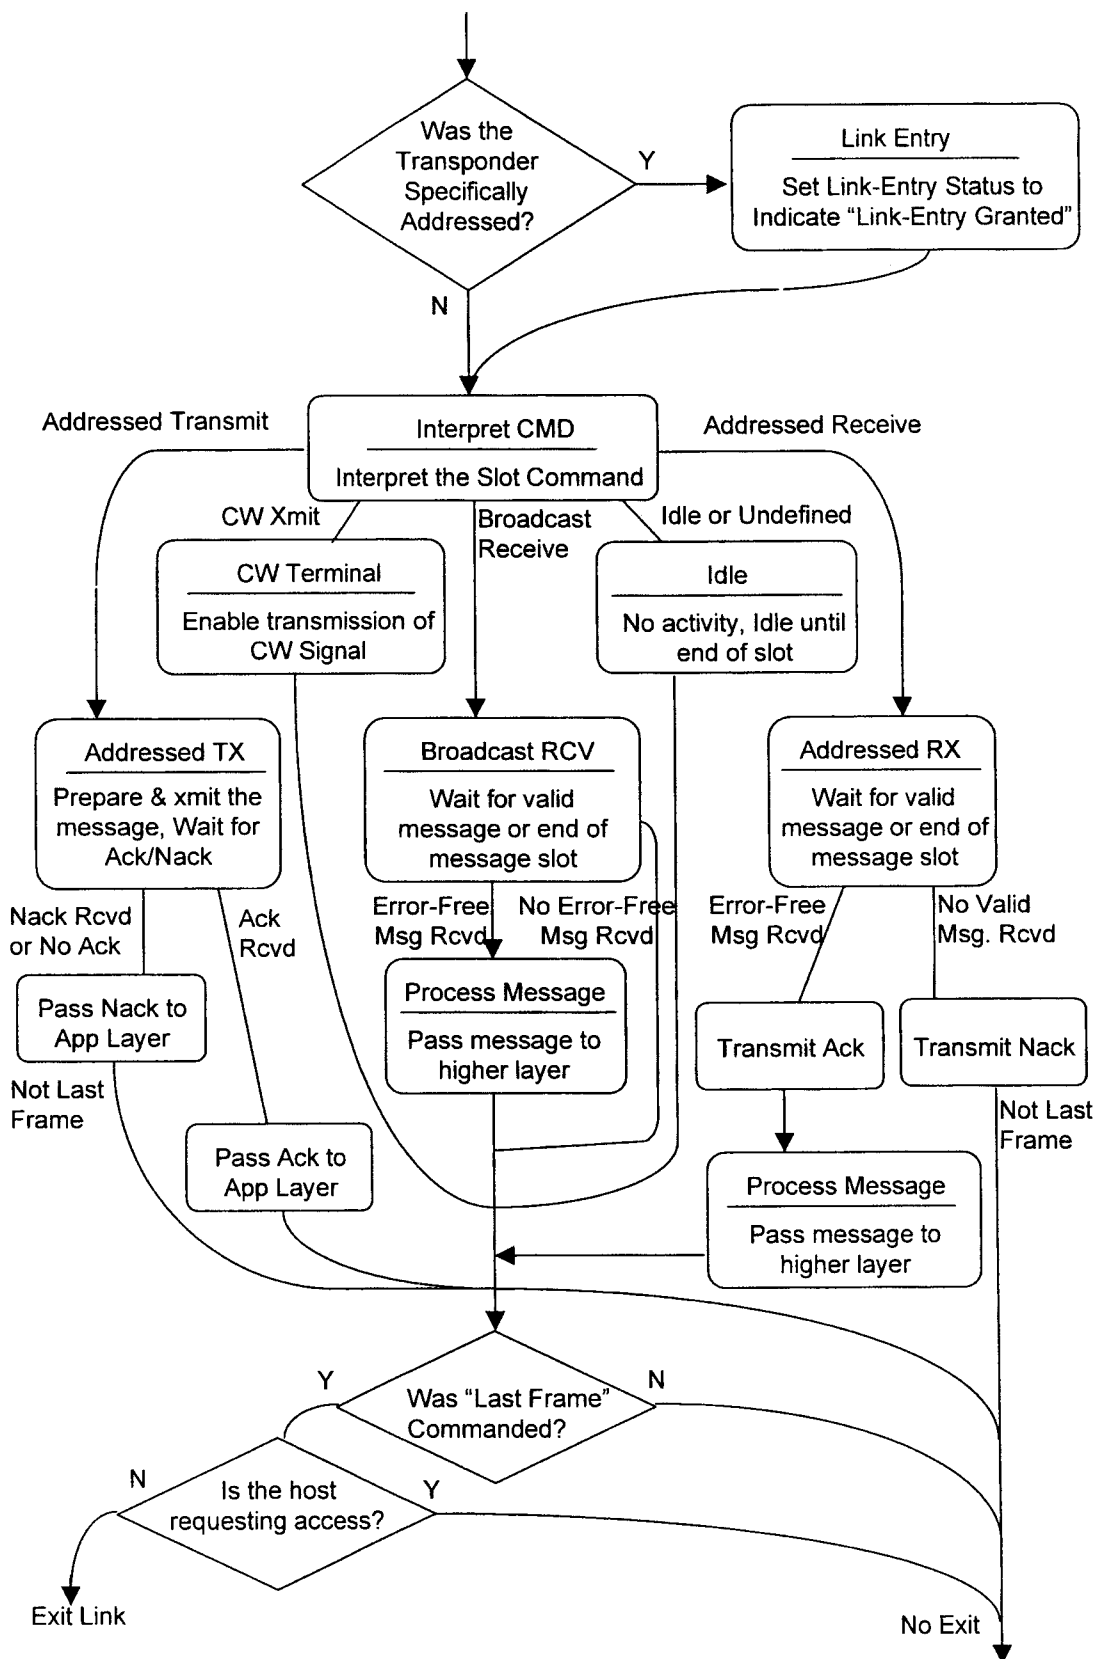 Was the
Transponder
Specifically
Addressed?
Y
N
Link Entry
Set Link-Entry Status to
Indicate “Link-Entry Granted”
Addressed Transmit
Interpret CMD
Interpret the Slot Command
Addressed Receive
CW Xmit
Broadcast
Receive
Idle or Undefined
CW Terminal
Enable transmission of
CW Signal
Idle
No activity, Idle until
end of slot
Addressed TX
Prepare & xmit the
message, Wait for
Ack/Nack
Broadcast RCV
Wait for valid
message or end of
message slot
Addressed RX
Wait for valid
message or end of
message slot
Nack Rcvd
or No Ack
Ack
Rcvd
Error-Free
Msg Rcvd
No Error-Free
Msg Rcvd
Error-Free
Msg Rcvd
No Valid
Msg. Rcvd
Pass Nack to
App Layer
Process Message
Pass message to
higher layer
Transmit Ack
Transmit Nack
Not Last
Frame
Not Last
Frame
Pass Ack to
App Layer
Process Message
Pass message to
higher layer
Was “Last Frame”
Commanded?
Y
N
Is the host
requesting access?
N
Y
Exit Link
No Exit